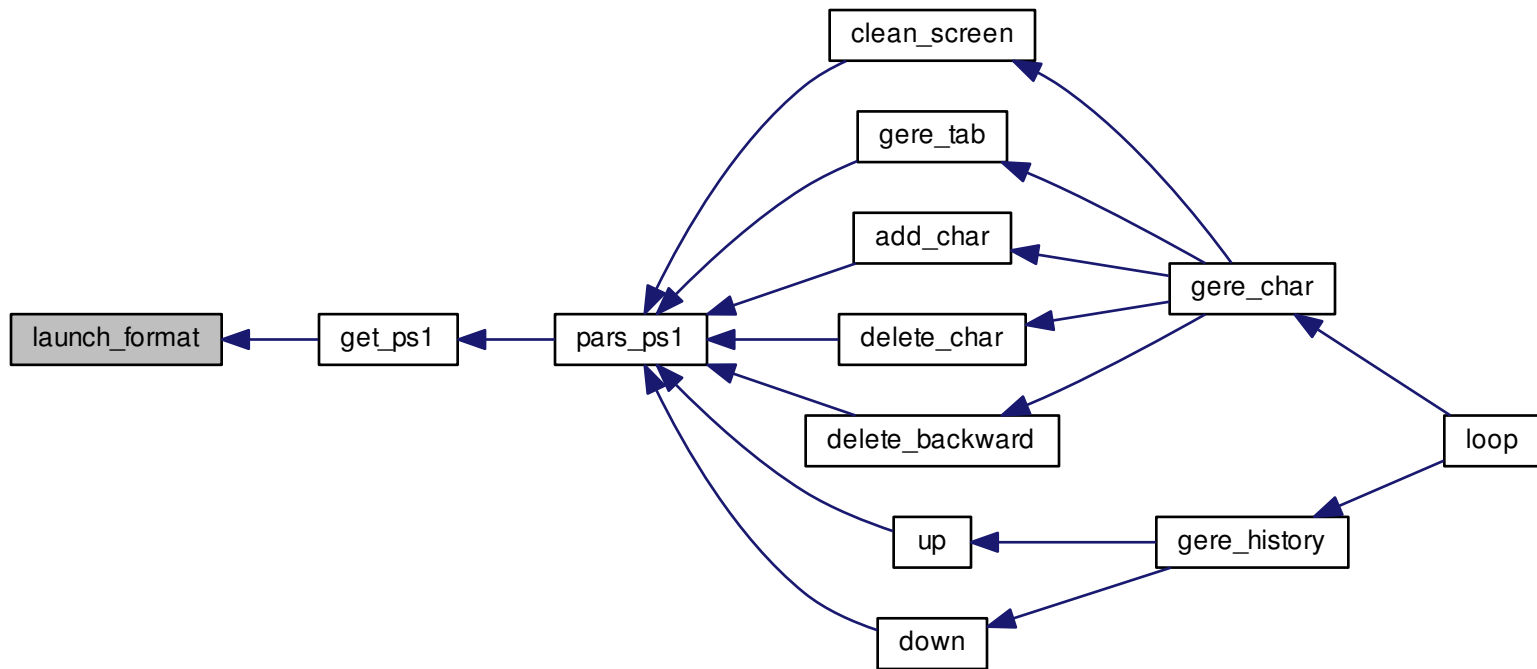 clean_screen
gere_tab
add_char
gere_char
launch_format
get_ps1
pars_ps1
delete_char
delete_backward
loop
up
gere_history
down